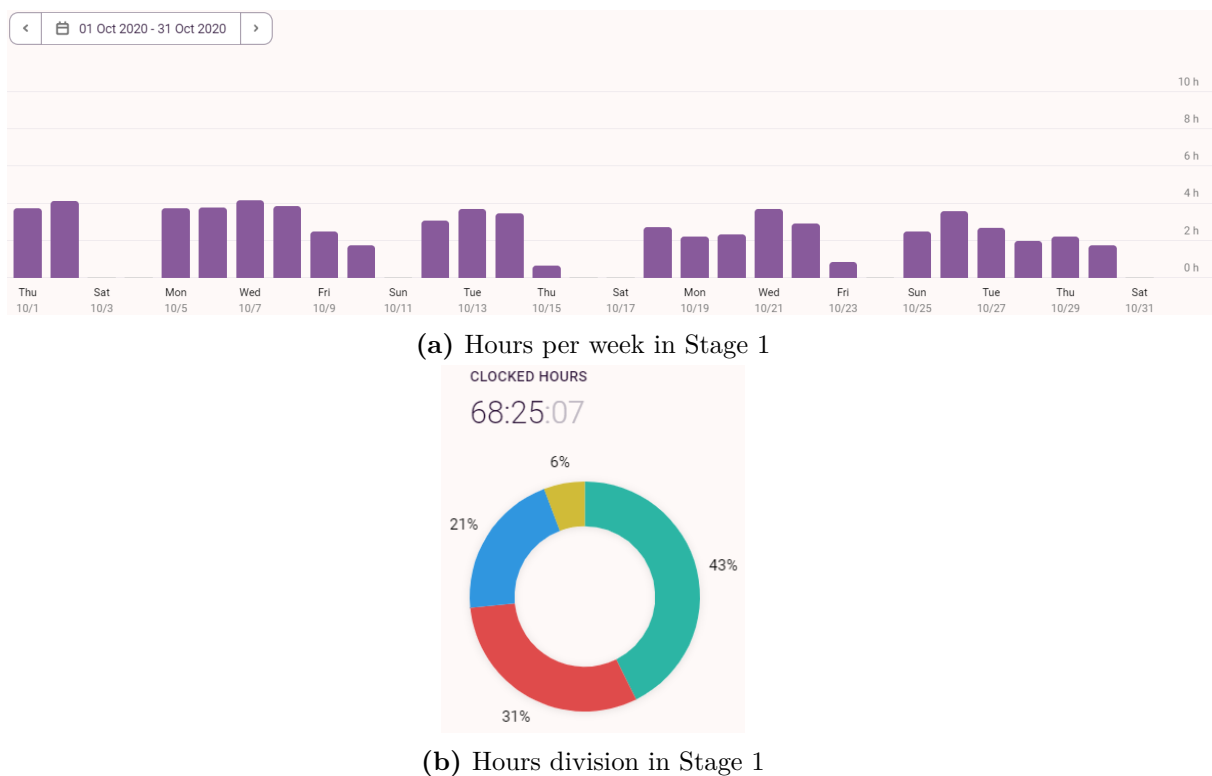 01 Oct 2020 - 31 Oct 2020
10 h
8 h
6 h
4 h
2 h
0 h
Thu Sat Mon Wed Fri Sun Tue Thu Sat Mon Wed Fri Sun Tue Thu Sat
10/1 10/3 10/5 10/7 10/9 10/11 10/13 10/15 10/17 10/19 10/21 10/23 10/25 10/27 10/29 10/31
(a) Hours per week in Stage 1
CLOCKED HOURS
68:25:07
6%
21%
43%
31%
(b) Hours division in Stage 1